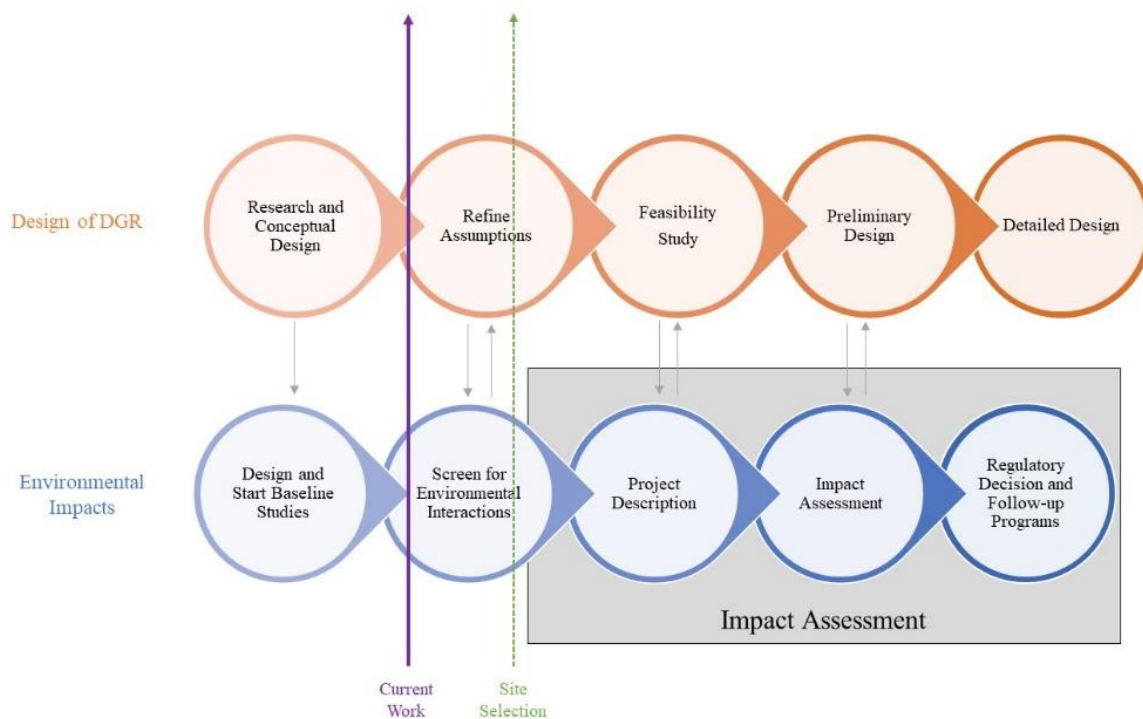 Design of DGR
Research and
Conceptual
Design
Refine
Assumptions
Feasibility
Study
Preliminary
Design
Detailed Design
Environmental
Impacts
Design and
Start Baseline
Studies
Screen for
Environmental
Interactions
Project
Description
Impact
Assessment
Regulatory
Decision and
Follow-up
Programs
Impact Assessment
Current
Work
Site
Selection